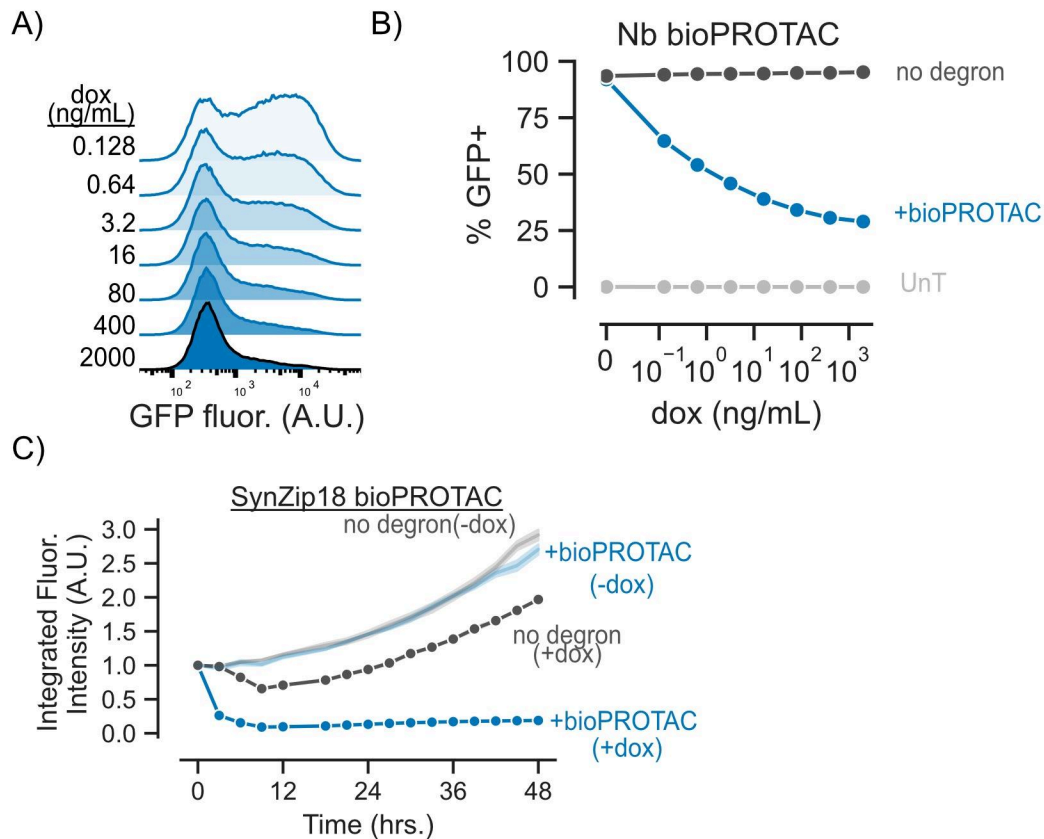 A)
dox
(ng/mL)
0.128
0.64
3.2
16
80
400
2000
10² 10³ 10⁴
GFP fluor. (A.U.)
B)
Nb bioPROTAC
100
75
50
25
0
% GFP+
no degron
+bioPROTAC
UnT
0 10⁻¹ 10⁰ 10¹ 10² 10³
dox (ng/mL)
C)
SynZip18 bioPROTAC
no degron(-dox)
+bioPROTAC
(-dox)
no degron
(+dox)
+bioPROTAC
(+dox)
3.0
2.5
2.0
1.5
1.0
0.5
0.0
Integrated Fluor.
Intensity (A.U.)
0 12 24 36 48
Time (hrs.)